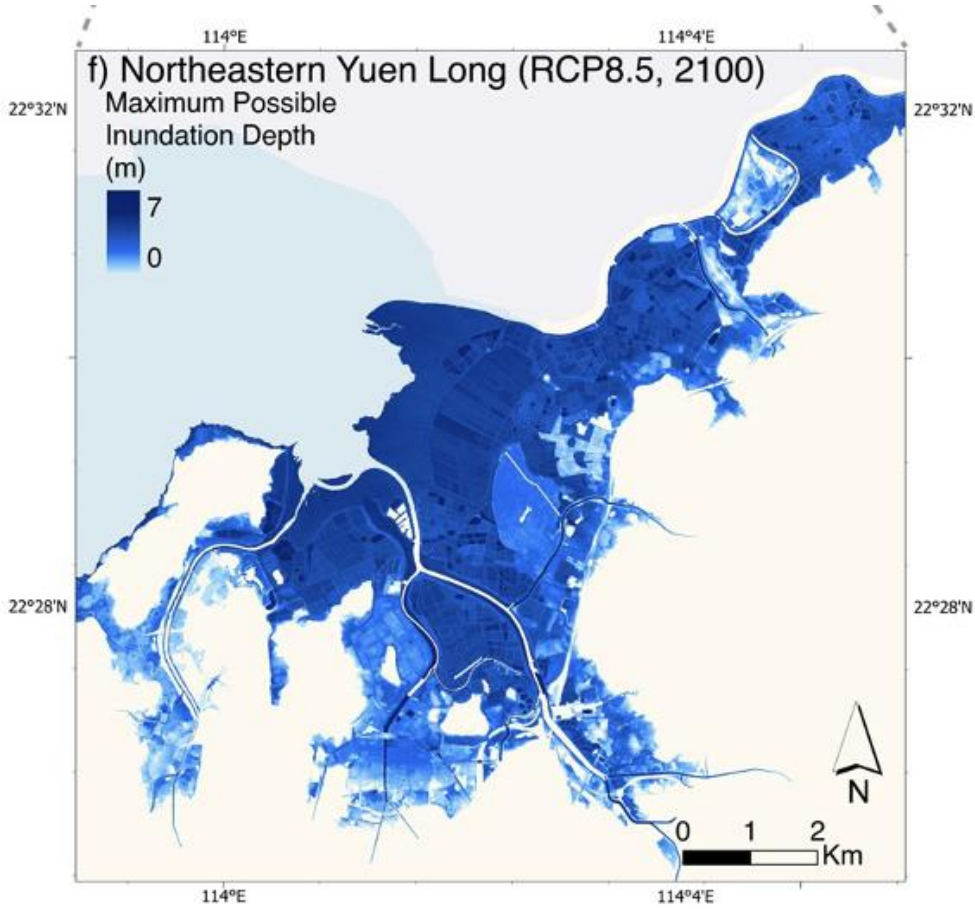 114°E 114°4'E
f) Northeastern Yuen Long (RCP8.5, 2100)
Maximum Possible
Inundation Depth
(m)
7
0
22°32'N 22°32'N
22°28'N 22°28'N
N
0 1 2
Km
114°E 114°4'E